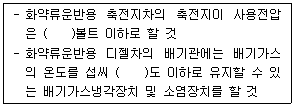 - 화약류운반용 축전지차의 축전지이 사용전압
은 (    )볼트 이하로 할 것
- 화약류운반용 디젤차의 배기관에는 배기가스
의 온도를 섭씨 (    )도 이하로 유지할 수 있
는 배기가스냉각장치 및 소염장치를 할 것